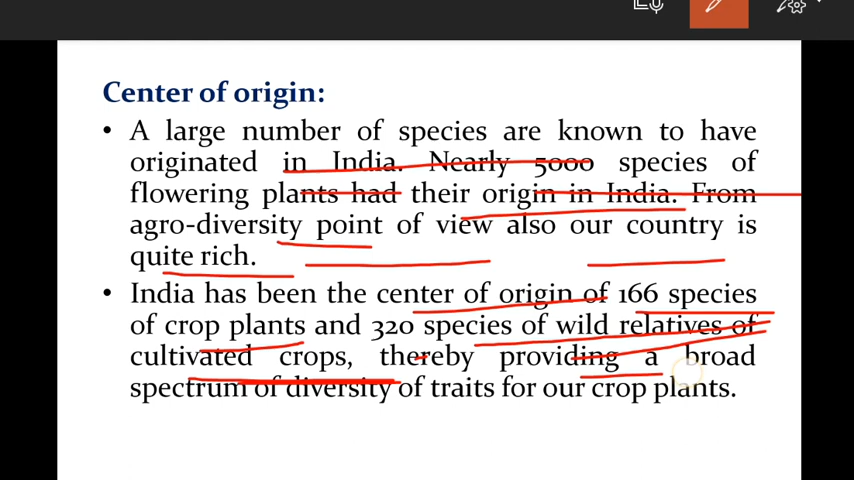 Center of origin:
• A large number of species are known to have
originated in India. Nearly 5000 species of
flowering plants had their origin in India. From
agro-diversity point of view also our country is
quite rich.
• India has been the center of origin of 166 species
of crop plants and 320 species of wild relatives of
cultivated crops, thereby providing a broad
spectrum of diversity of traits for our crop plants.